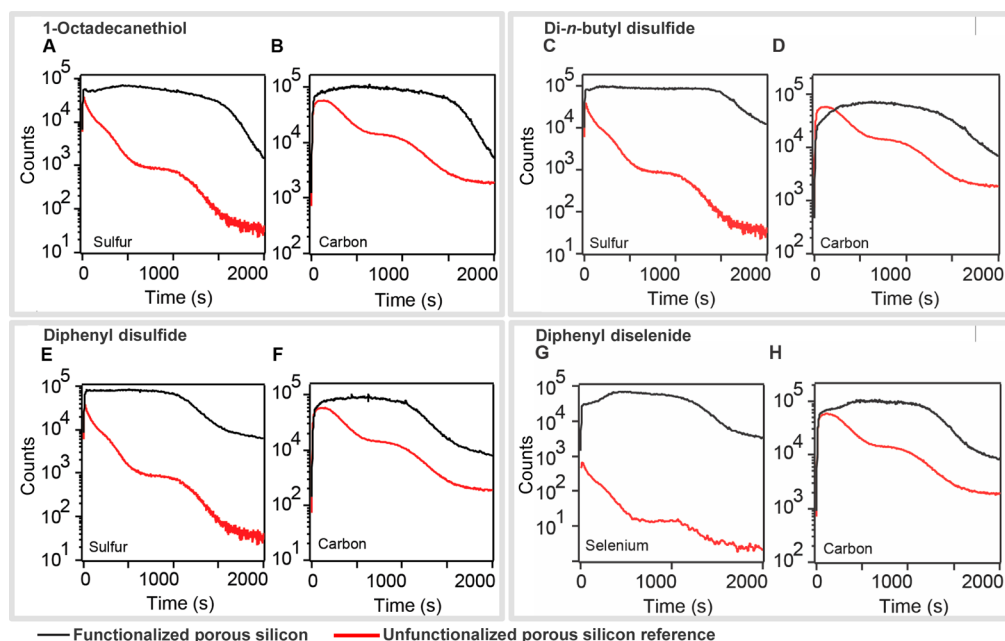 1-Octadecanethiol
A
B
10^5
10^4
10^3
10^2
10^1
Counts
Sulfur
0 1000 2000
Time (s)
10^5
10^4
10^3
10^2
Carbon
0 1000 2000
Time (s)
Di-n-butyl disulfide
C
D
10^5
10^4
10^3
10^2
10^1
Counts
Sulfur
0 1000 2000
Time (s)
10^5
10^4
10^3
10^2
Carbon
0 1000 2000
Time (s)
Diphenyl disulfide
E
F
10^5
10^4
10^3
10^2
10^1
Counts
Sulfur
0 1000 2000
Time (s)
10^5
10^4
10^2
10^1
Carbon
0 1000 2000
Time (s)
Diphenyl diselenide
G
H
10^5
10^4
10^3
10^2
10^1
Counts
Selenium
0 1000 2000
Time (s)
10^5
10^4
10^3
10^2
Carbon
0 1000 2000
Time (s)
Functionalized porous silicon Unfunctionalized porous silicon reference